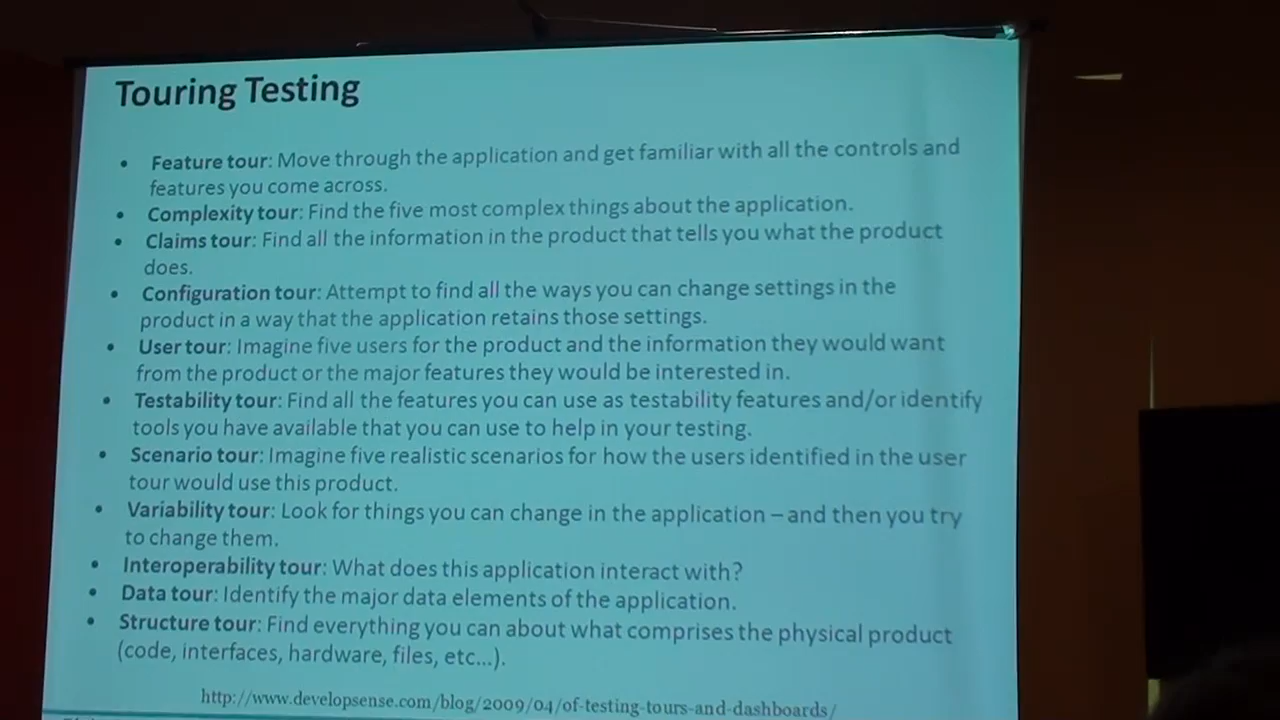 Touring Testing
• Feature tour: Move through the application and get familiar with all the controls and
features you come across.
• Complexity tour: Find the five most complex things about the application.
• Claims tour: Find all the information in the product that tells you what the product
does.
• Configuration tour: Attempt to find all the ways you can change settings in the
product in a way that the application retains those settings.
• User tour: Imagine five users for the product and the information they would want
from the product or the major features they would be interested in.
• Testability tour: Find all the features you can use as testability features and/or identify
tools you have available that you can use to help in your testing.
• Scenario tour: Imagine five realistic scenarios for how the users identified in the user
tour would use this product.
• Variability tour: Look for things you can change in the application – and then you try
to change them.
• Interoperability tour: What does this application interact with?
• Data tour: Identify the major data elements of the application.
• Structure tour: Find everything you can about what comprises the physical product
(code, interfaces, hardware, files, etc...).
http://www.developsense.com/blog/2009/04/of-testing-tours-and-dashboards/